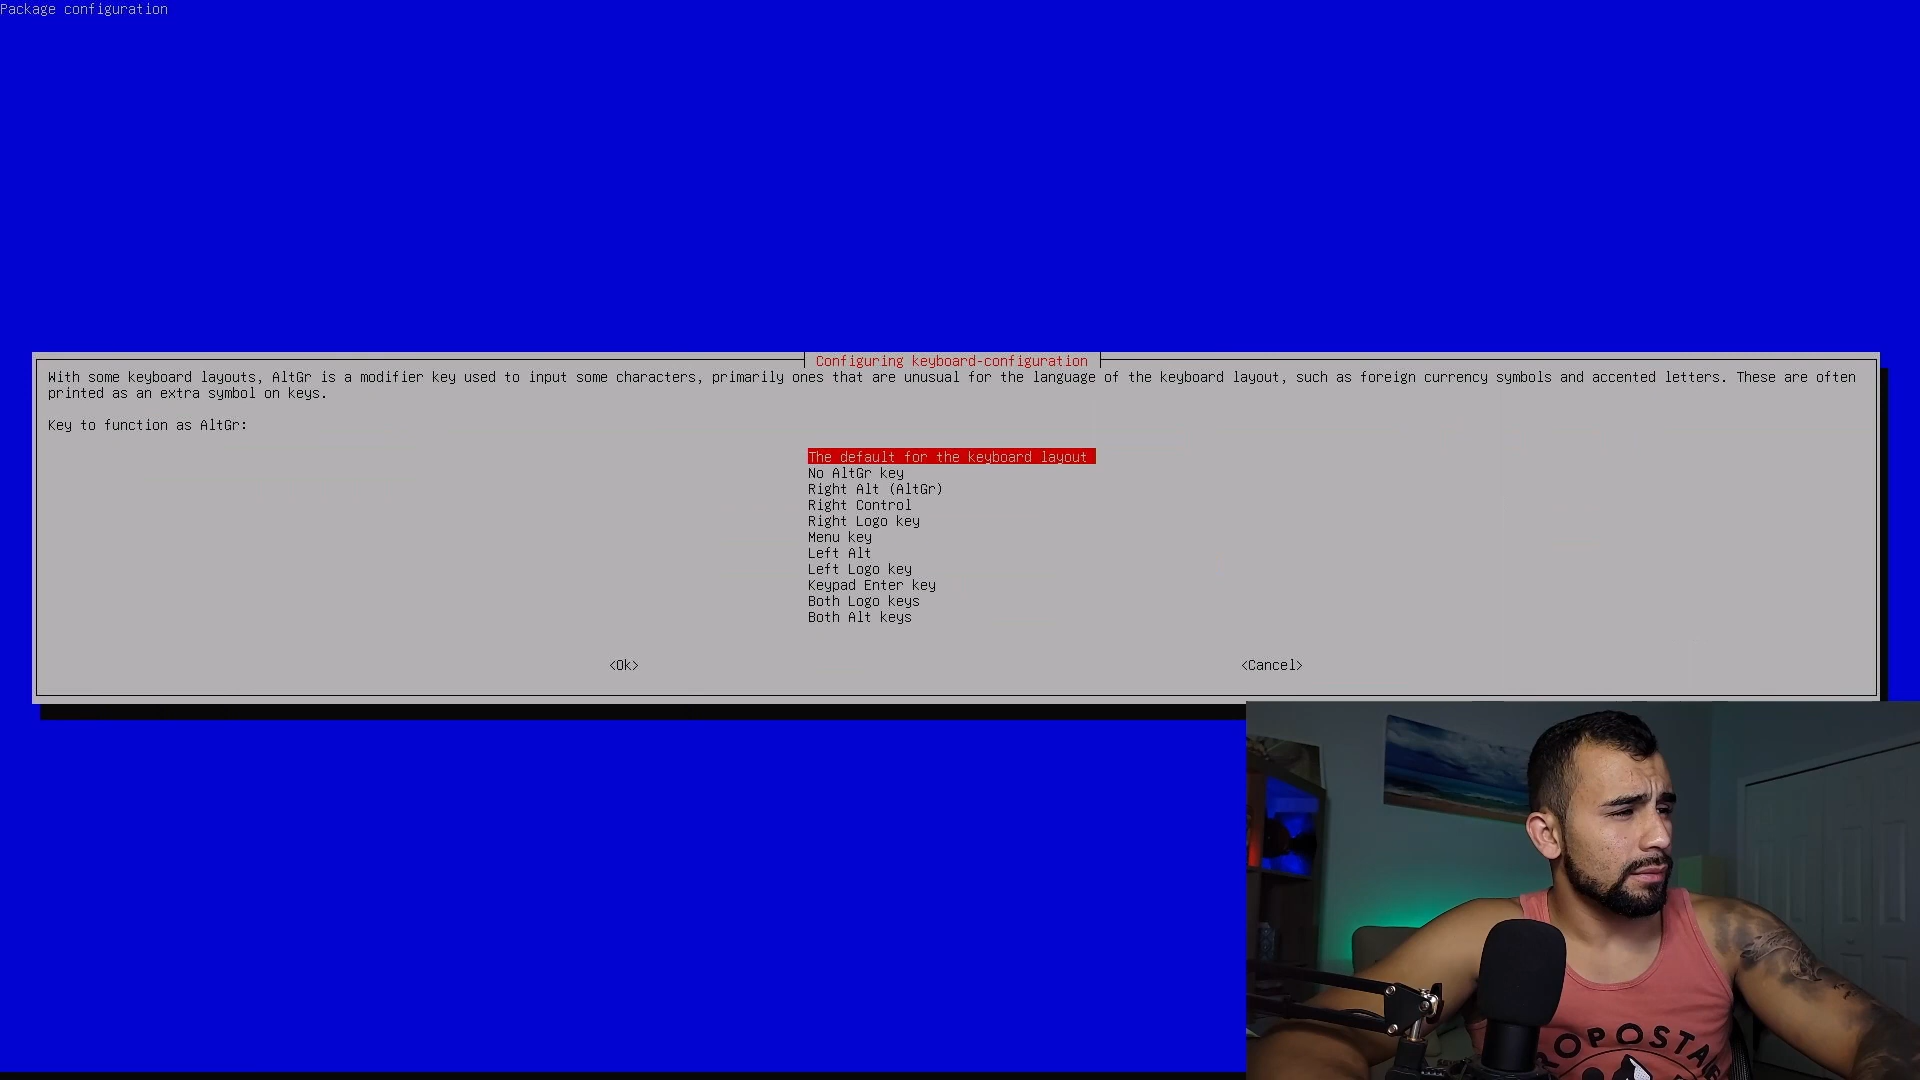 Package configuration
Configuring keyboard-configuration
With some keyboard layouts, AltGr is a modifier key used to input some characters, primarily ones that are unusual for the language of the keyboard layout, such as foreign currency symbols and accented letters. These are often
printed as an extra symbol on keys.
Key to function as AltGr:
The default for the keyboard layout
No AltGr key
Right Alt (AltGr)
Right Control
Right Logo key
Menu key
Left Alt
Left Logo key
Keypad Enter key
Both Logo keys
Both Alt keys
<Ok> <Cancel>